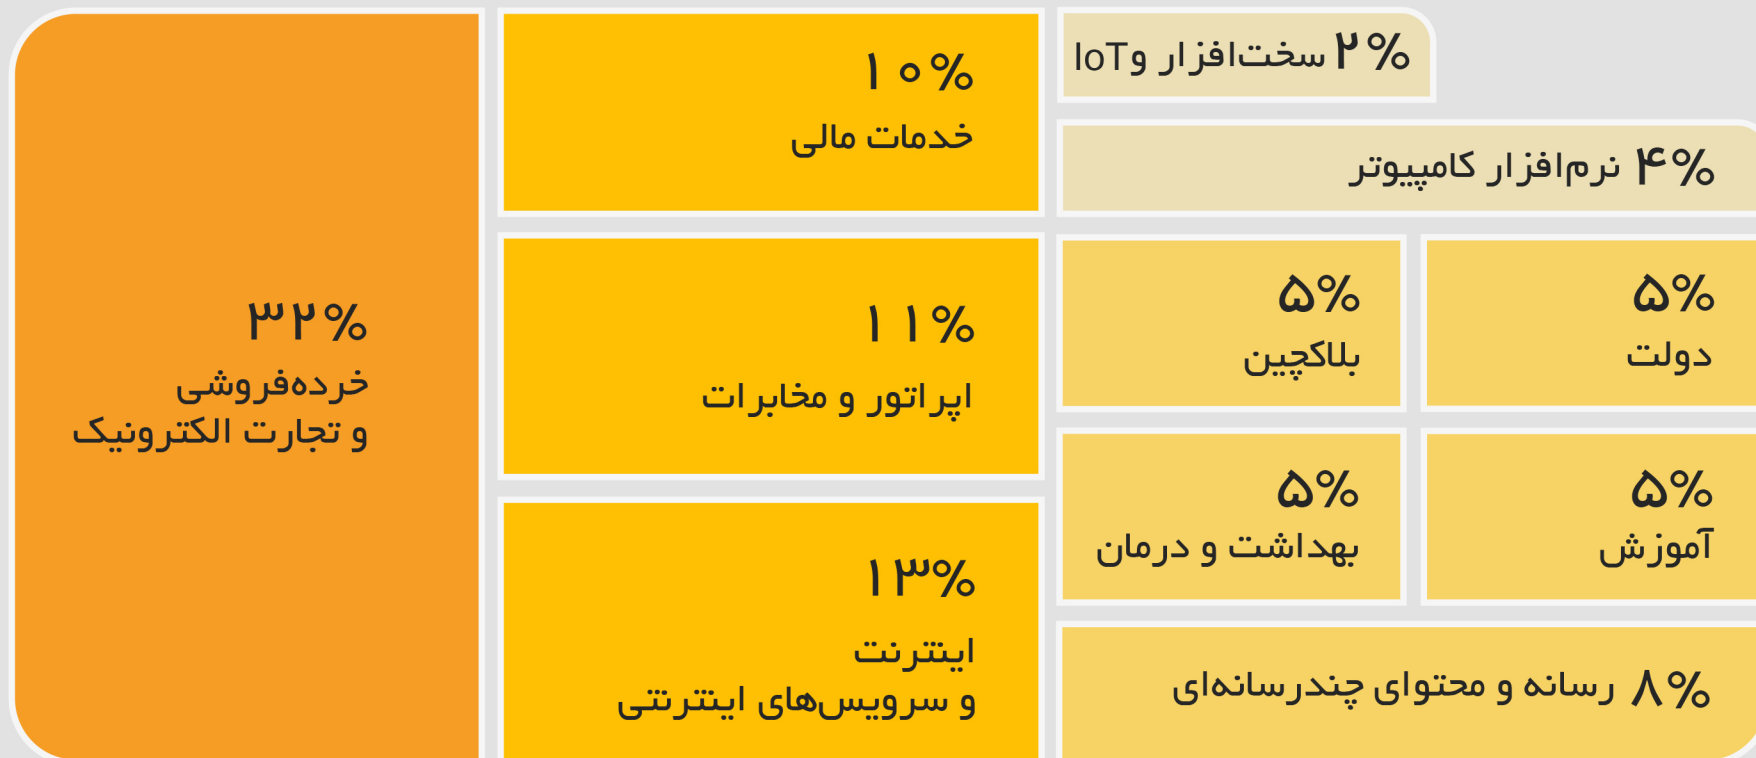 ۳۲%
خرده‌فروشی
و تجارت الکترونیک
۱۰%
خدمات مالی
۱۱%
اپراتور و مخابرات
۱۳%
اینترنت
و سرویس‌های اینترنتی
۲% سخت‌افزار و IoT
۴% نرم‌افزار کامپیوتر
۵%
بلاکچین
۵%
دولت
۵%
بهداشت و درمان
۵%
آموزش
۸% رسانه و محتوای چندرسانه‌ای